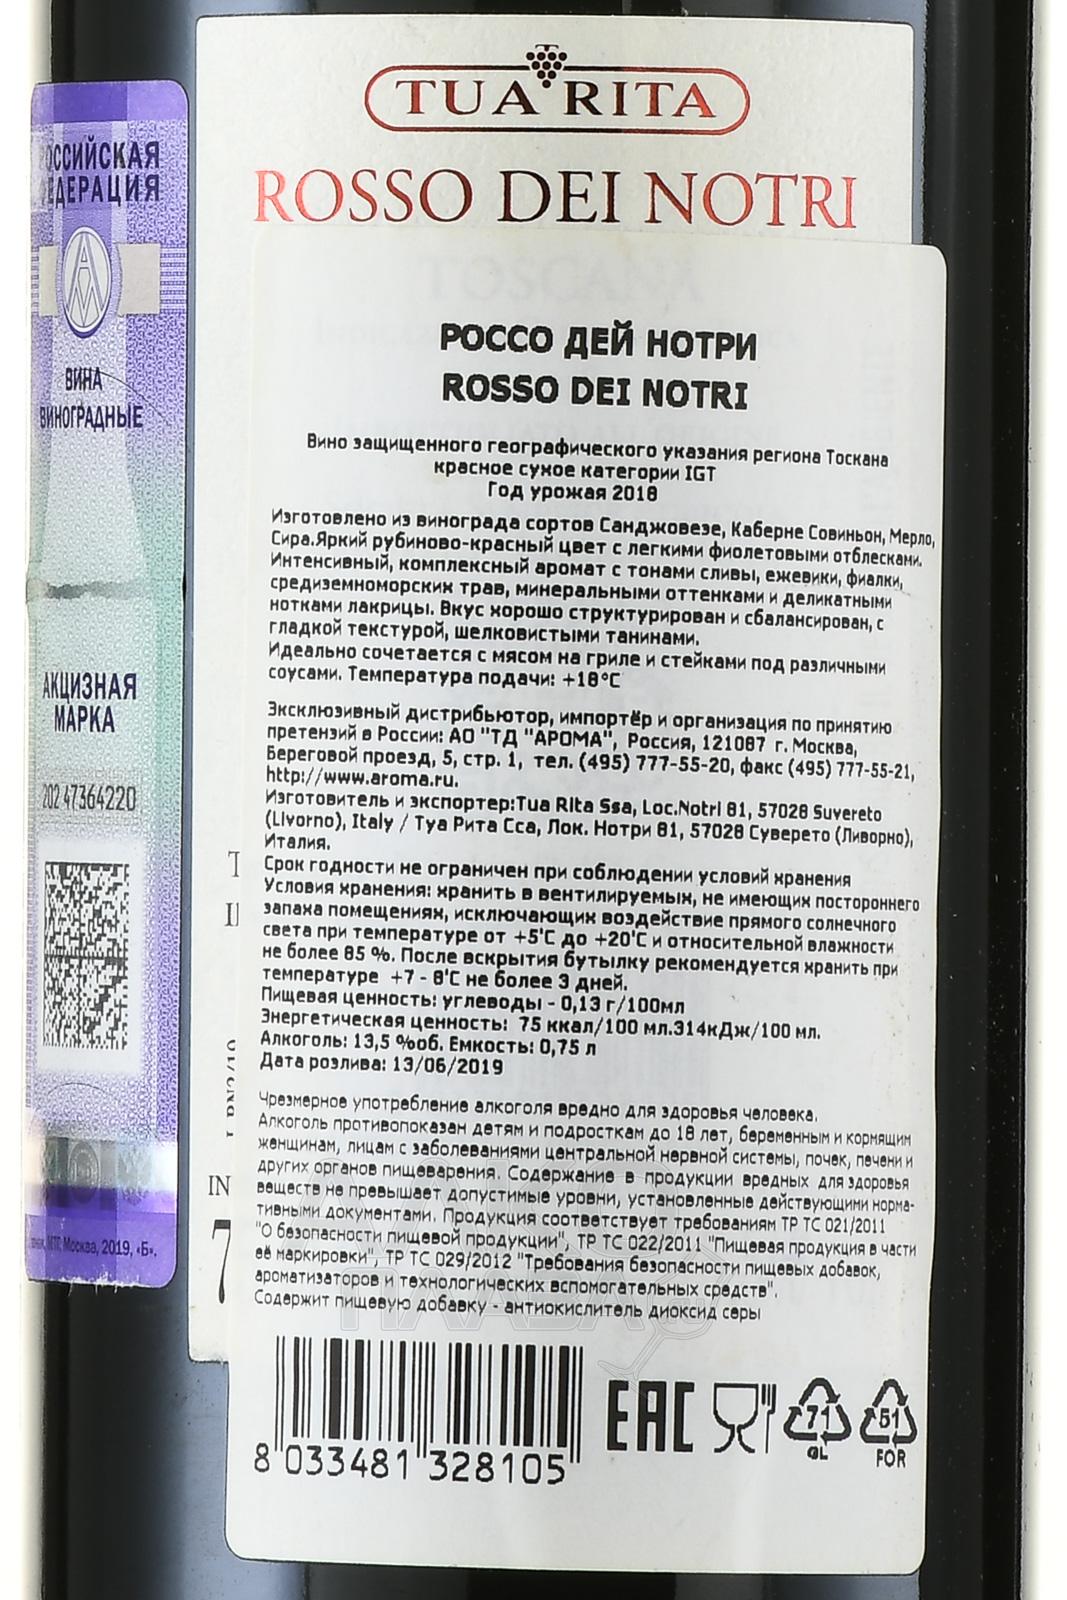 TUA RITA
ROSSO DEI NOTRI
РОССИЙСКАЯ
ФЕДЕРАЦИЯ
ВИНА
ВИНОГРАДНЫЕ
АКЦИЗНАЯ
МАРКА
202 47364220
МТС Москва, 2019, «Б».
TOSCANA
РОССО ДЕЙ НОТРИ
ROSSO DEI NOTRI
Вино защищенного географического указания региона Тоскана
красное сухое категории IGT
Год урожая 2018
Изготовлено из винограда сортов Санджовезе, Каберне Совиньон, Мерло,
Сира.Яркий рубиново-красный цвет с легкими фиолетовыми отблесками.
Интенсивный, комплексный аромат с тонами сливы, ежевики, фиалки,
средиземноморских трав, минеральными оттенками и деликатными
нотками лакрицы. Вкус хорошо структурирован и сбалансирован, с
гладкой текстурой, шелковистыми танинами.
Идеально сочетается с мясом на гриле и стейками под различными
соусами. Температура подачи: +18°С
Эксклюзивный дистрибьютор, импортёр и организация по принятию
претензий в России: АО "ТД "АРОМА", Россия, 121087 г. Москва,
Береговой проезд, 5, стр. 1, тел. (495) 777-55-20, факс (495) 777-55-21,
http://www.aroma.ru.
Изготовитель и экспортер:Tua Rita Ssa, Loc.Notri 81, 57028 Suvereto
(Livorno), Italy / Туа Рита Сса, Лок. Нотри 81, 57028 Суверето (Ливорно),
Италия.
Срок годности не ограничен при соблюдении условий хранения
Условия хранения: хранить в вентилируемых, не имеющих постороннего
запаха помещениях, исключающих воздействие прямого солнечного
света при температуре от +5'С до +20'С и относительной влажности
не более 85 %. После вскрытия бутылку рекомендуется хранить при
температуре +7 - 8'С не более 3 дней.
Пищевая ценность: углеводы - 0,13 г/100мл
Энергетическая ценность: 75 ккал/100 мл.314кДж/100 мл.
Алкоголь: 13,5 %об. Емкость: 0,75 л
Дата розлива: 13/06/2019
Чрезмерное употребление алкоголя вредно для здоровья человека.
Алкоголь противопоказан детям и подросткам до 18 лет, беременным и кормящим
женщинам, лицам с заболеваниями центральной нервной системы, почек, печени и
других органов пищеварения. Содержание в продукции вредных для здоровья
веществ не превышает допустимые уровни, установленные действующими норма-
тивными документами. Продукция соответствует требованиям ТР ТС 021/2011
"О безопасности пищевой продукции", ТР ТС 022/2011 "Пищевая продукция в части
её маркировки", ТР ТС 029/2012 "Требования безопасности пищевых добавок,
ароматизаторов и технологических вспомогательных средств".
Содержит пищевую добавку - антиокислитель диоксид серы
IN
7
8 033481 328105
EAC
71
GL
51
FOR